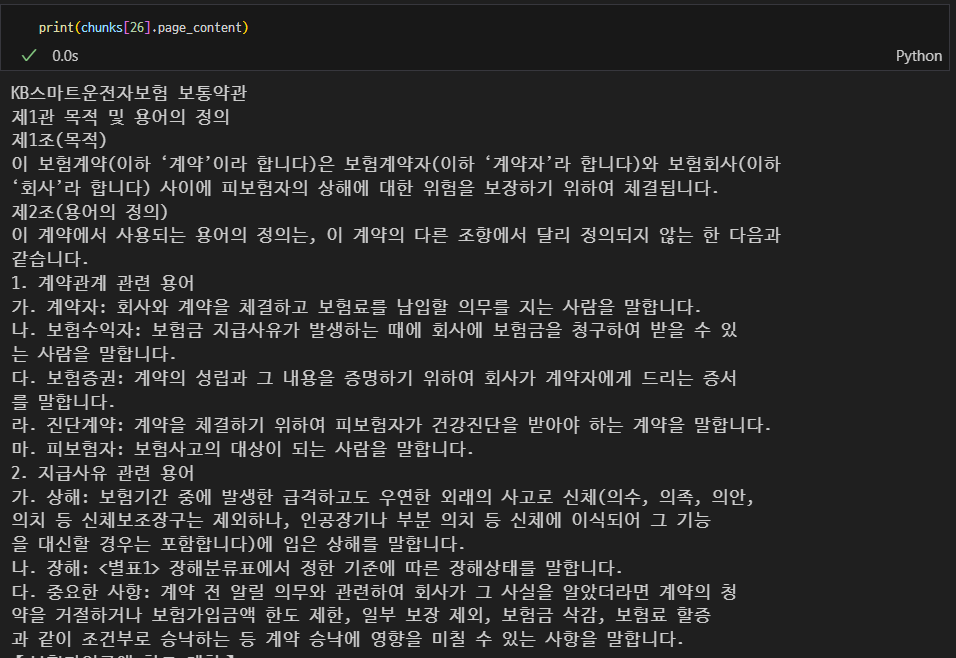 print(chunks[26].page_content)
✓ 0.0s
Python
KB스마트운전자보험 보통약관
제1관 목적 및 용어의 정의
제1조(목적)
이 보험계약(이하 ‘계약’이라 합니다)은 보험계약자(이하 ‘계약자’라 합니다)와 보험회사(이하
‘회사’라 합니다) 사이에 피보험자의 상해에 대한 위험을 보장하기 위하여 체결됩니다.
제2조(용어의 정의)
이 계약에서 사용되는 용어의 정의는, 이 계약의 다른 조항에서 달리 정의되지 않는 한 다음과
같습니다.
1. 계약관계 관련 용어
가. 계약자: 회사와 계약을 체결하고 보험료를 납입할 의무를 지는 사람을 말합니다.
나. 보험수익자: 보험금 지급사유가 발생하는 때에 회사에 보험금을 청구하여 받을 수 있
는 사람을 말합니다.
다. 보험증권: 계약의 성립과 그 내용을 증명하기 위하여 회사가 계약자에게 드리는 증서
를 말합니다.
라. 진단계약: 계약을 체결하기 위하여 피보험자가 건강진단을 받아야 하는 계약을 말합니다.
마. 피보험자: 보험사고의 대상이 되는 사람을 말합니다.
2. 지급사유 관련 용어
가. 상해: 보험기간 중에 발생한 급격하고도 우연한 외래의 사고로 신체(의수, 의족, 의안,
의치 등 신체보조장구는 제외하나, 인공장기나 부분 의치 등 신체에 이식되어 그 기능
을 대신할 경우는 포함합니다)에 입은 상해를 말합니다.
나. 장해: <별표1> 장해분류표에서 정한 기준에 따른 장해상태를 말합니다.
다. 중요한 사항: 계약 전 알릴 의무와 관련하여 회사가 그 사실을 알았더라면 계약의 청
약을 거절하거나 보험가입금액 한도 제한, 일부 보장 제외, 보험금 삭감, 보험료 할증
과 같이 조건부로 승낙하는 등 계약 승낙에 영향을 미칠 수 있는 사항을 말합니다.